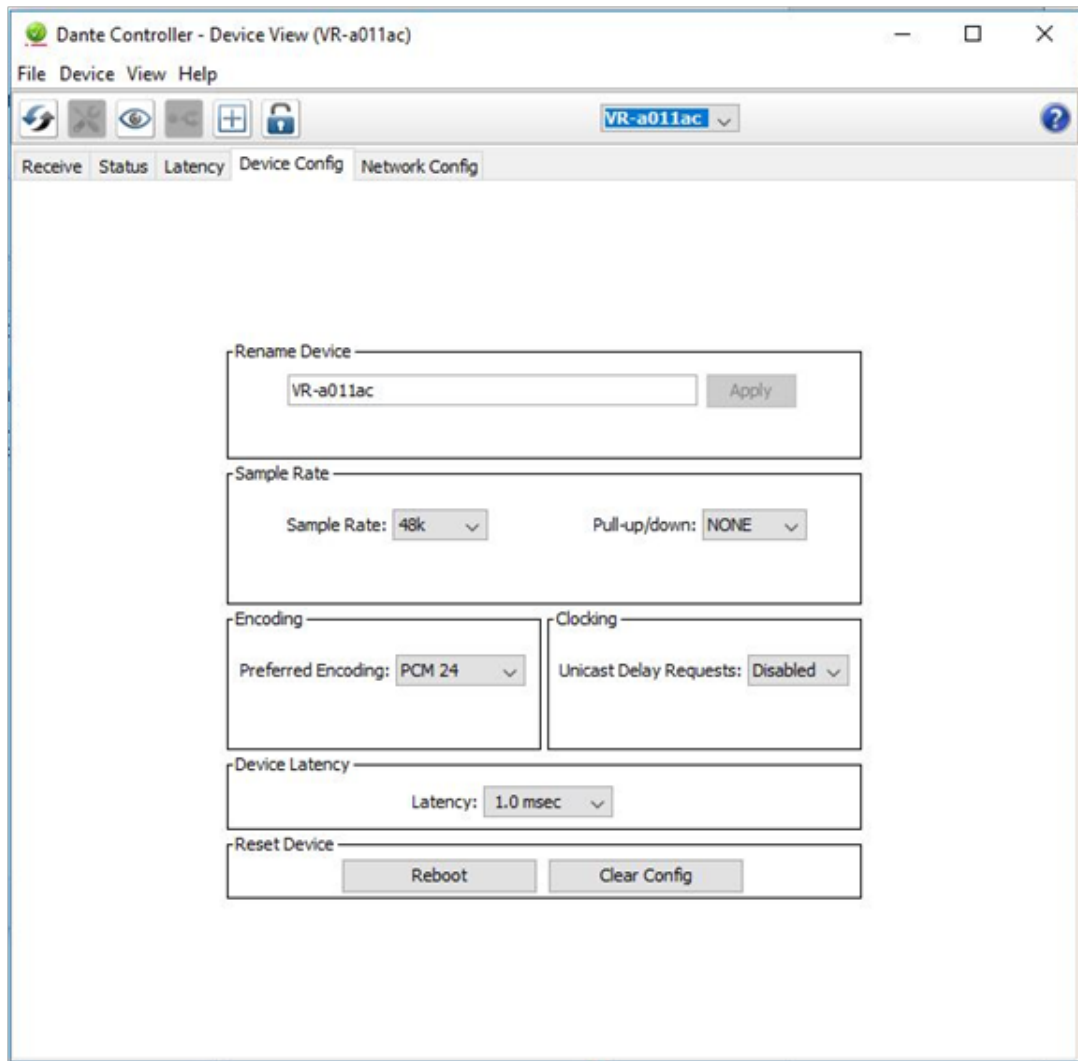 Dante Controller - Device View (VR-a011ac)
File Device View Help
VR-a011ac
?
Receive Status Latency Device Config Network Config
Rename Device
VR-a011ac Apply
Sample Rate
Sample Rate: 48k Pull-up/down: NONE
Encoding Clocking
Preferred Encoding: PCM 24 Unicast Delay Requests: Disabled
Device Latency
Latency: 1.0 msec
Reset Device
Reboot Clear Config